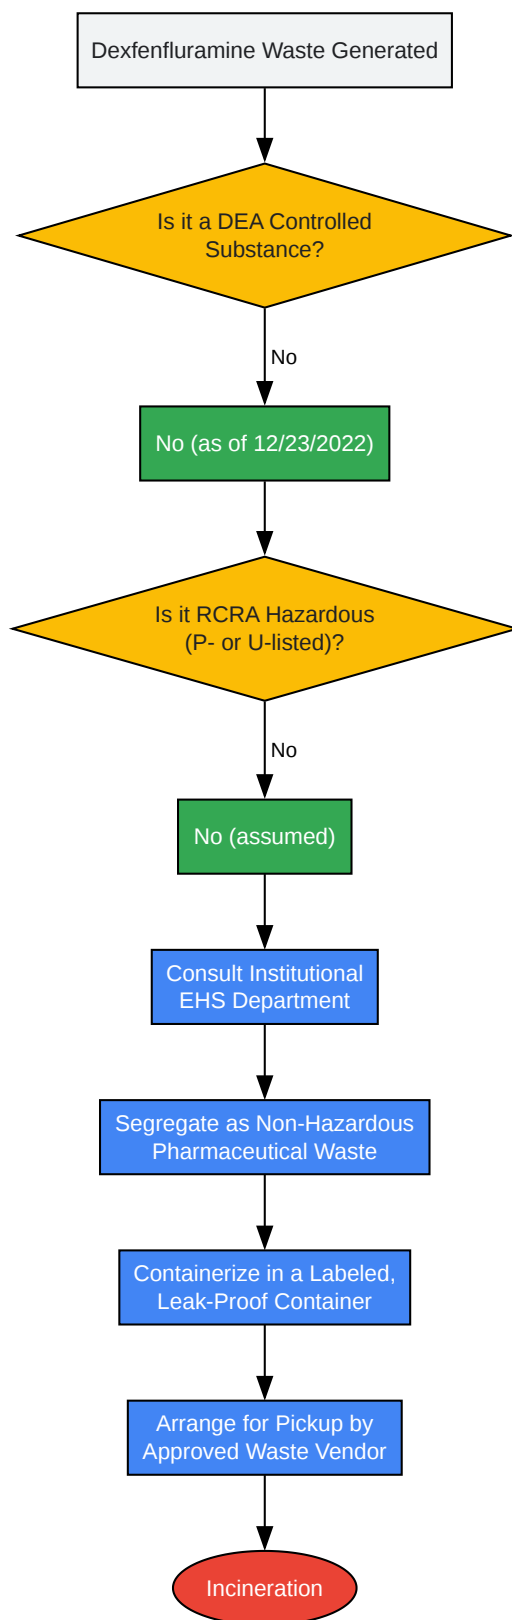 Dexfenfluramine Waste Generated
Is it a DEA Controlled
Substance?
No
No (as of 12/23/2022)
Is it RCRA Hazardous
(P- or U-listed)?
No
No (assumed)
Consult Institutional
EHS Department
Segregate as Non-Hazardous
Pharmaceutical Waste
Containerize in a Labeled,
Leak-Proof Container
Arrange for Pickup by
Approved Waste Vendor
Incineration